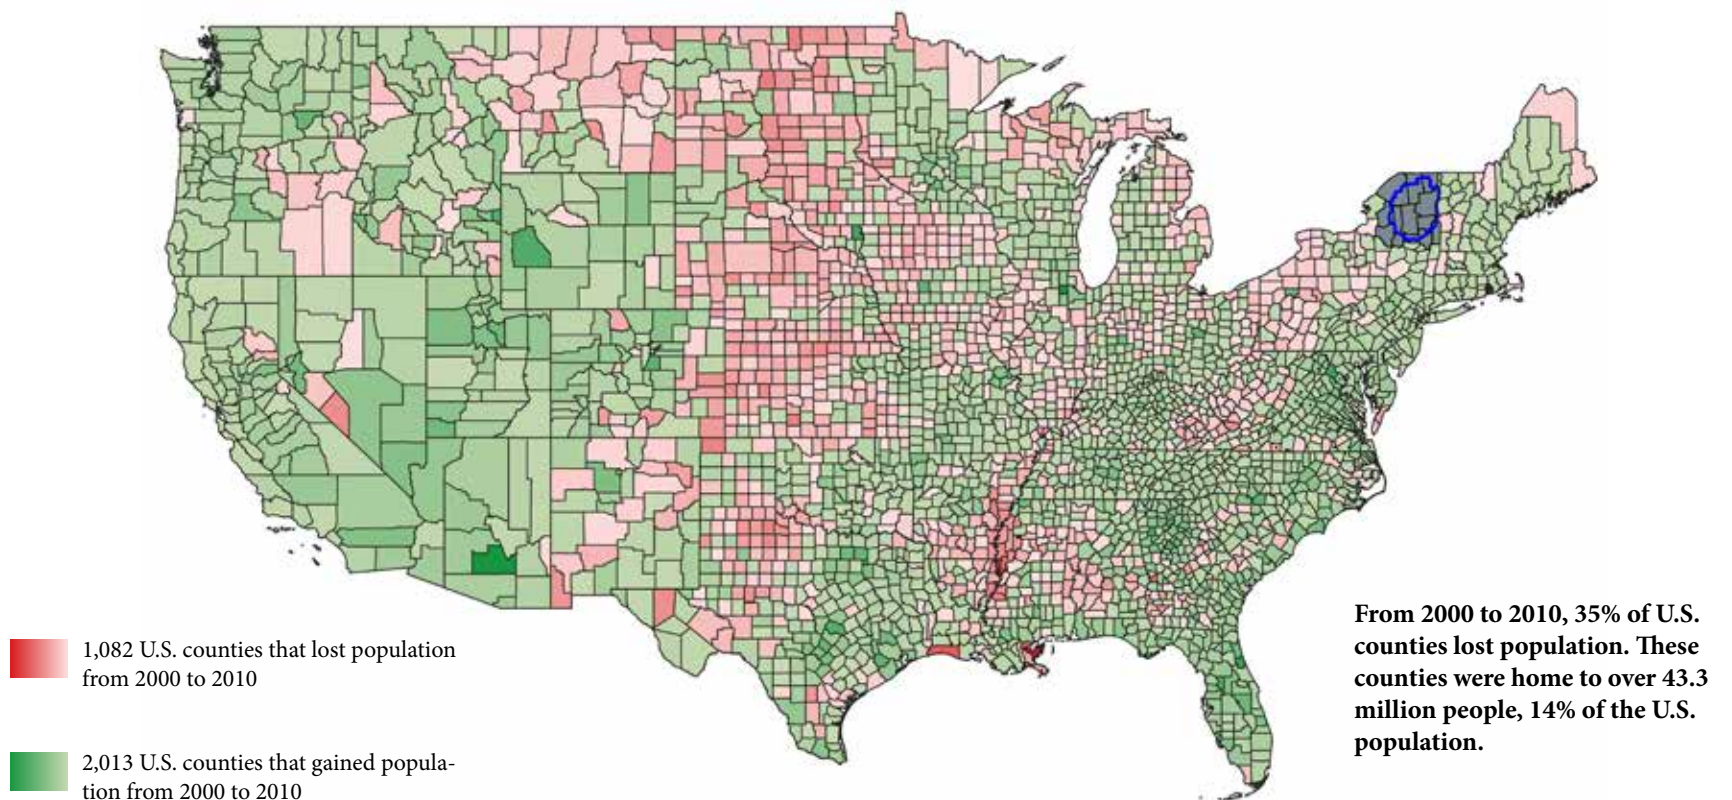 1,082 U.S. counties that lost population
from 2000 to 2010
2,013 U.S. counties that gained popula-
tion from 2000 to 2010
From 2000 to 2010, 35% of U.S.
counties lost population. These
counties were home to over 43.3
million people, 14% of the U.S.
population.